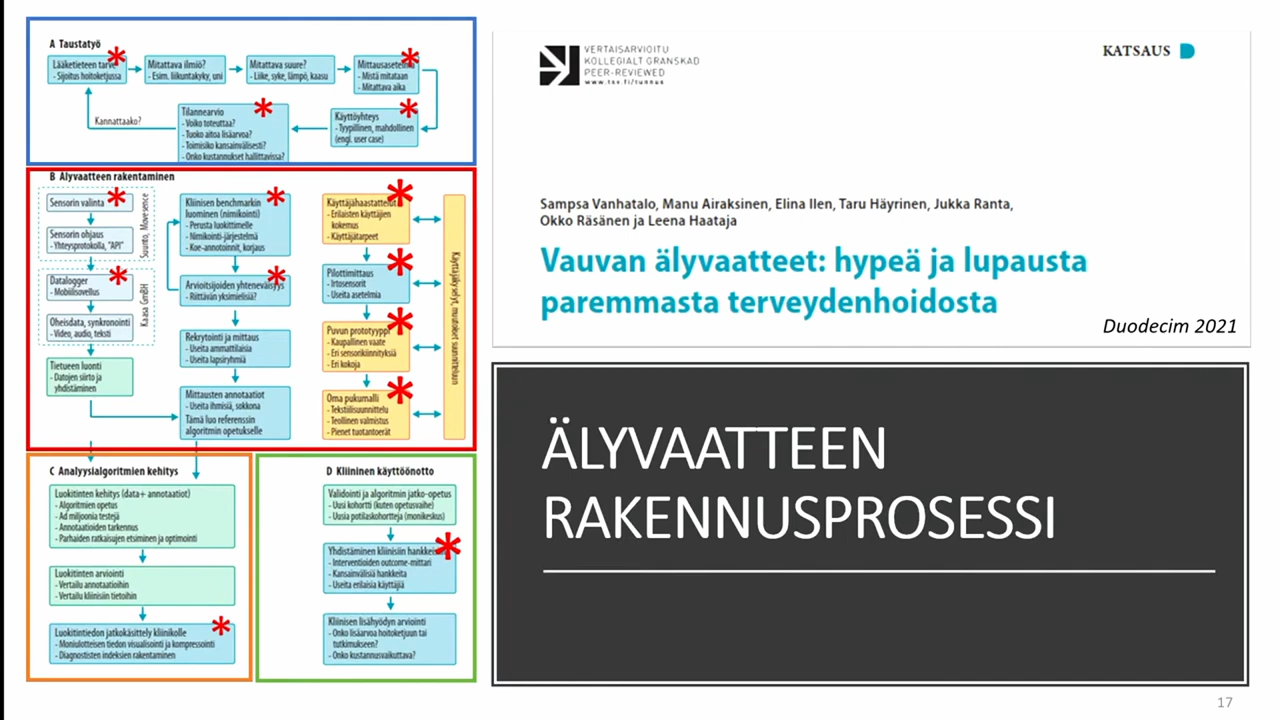 A Taustatyö
Lääketieteen tarve
- Sijoitus hoitoketjussa
Mitattava ilmiö?
- Esim. liikuntakyky, uni
Mitattava suure?
- Liike, syke, lämpö, kaasu
- Mistä mitataan
- Mitattava aika
Kannattaako?
Tilannearvio
- Voiko toteuttaa?
- Tuoko aitoa lisäarvoa?
- Toimisiko kansainvälisesti?
- Onko kustannukset hallittavissa?
Käyttöyhteys
- Tyypillinen, mahdollinen
(engl. user case)
B Älyvaatteen rakentaminen
Sensorin valinta
Sensorin ohjaus
- Yhteysprotokolla, "API"
Suunto, Movesence
Datalogger
- Mobiilisovellus
Oheisdata, synkronointi
- Video, audio, teksti
Kaasa GmBH
Tietueen luonti
- Datojen siirto ja
yhdistäminen
Kliinisen benchmarkin
luominen (nimikointi)
- Perusta luokittimelle
- Nimikointi-järjestelmä
- Koe-annotoinnit, korjaus
Arvioitsijoiden yhteneväisyys
- Riittävän yksimielisiä?
Rekrytointi ja mittaus
- Useita ammattilaisia
- Useita lapsiryhmiä
Mittausten annotaatiot
- Useita ihmisiä, sokkona
Tämä luo referenssin
algoritmin opetukselle
Käyttäjähaastattelut
- Erilaisten käyttäjien
kokemus
- Käyttäjätarpeet
Pilottimittaus
- Irtosensorit
- Useita asetelmia
Puvun prototyyppi
- Kaupallinen vaate
- Eri sensorikiinnityksiä
- Eri kokoja
Oma pukumalli
- Tekstiilisuunnittelu
- Teollinen valmistus
- Pienet tuotantoerät
Käyttäjäkyselyt, muutokset suunnitteluun
C Analyysialgoritmien kehitys
Luokitinten kehitys (data+ annotaatiot)
- Algoritmien opetus
- Ad miljoonia testejä
- Annotaatioiden tarkennus
- Parhaiden ratkaisujen etsiminen ja optimointi
Luokitinten arviointi
- Vertailu annotaatioihin
- Vertailu kliinisiin tietoihin
Luokitintiedon jatkokäsittely klinikolle
- Moniulotteisen tiedon visualisointi ja kompressointi
- Diagnostisten indeksien rakentaminen
D Kliininen käyttöönotto
Validointi ja algoritmin jatko-opetus
- Uusi kohortti (kuten opetusvaihe)
- Uusia potilaskohortteja (monikeskus)
Yhdistäminen kliinisiin
- Interventioiden outcome-mittari
- Kansainvälisiä hankkeita
- Useita erilaisia käyttäjiä
Kliinisen lisähyödyn arviointi
- Onko lisäarvoa hoitoketjuun tai
tutkimukseen?
- Onko kustannusvaikuttava?
VERTAISARVIOITU
KOLLEGIALT GRANSKAD
PEER-REVIEWED
www.tsv.fi/tunnus
KATSAUS
Sampsa Vanhatalo, Manu Airaksinen, Elina Ilen, Taru Häyrinen, Jukka Ranta,
Okko Räsänen ja Leena Haataja
Vauvan älyvaatteet: hypeä ja lupausta
paremmasta terveydenhoidosta
Duodecim 2021
ÄLYVAATTEEN
RAKENNUSPROSESSI
17